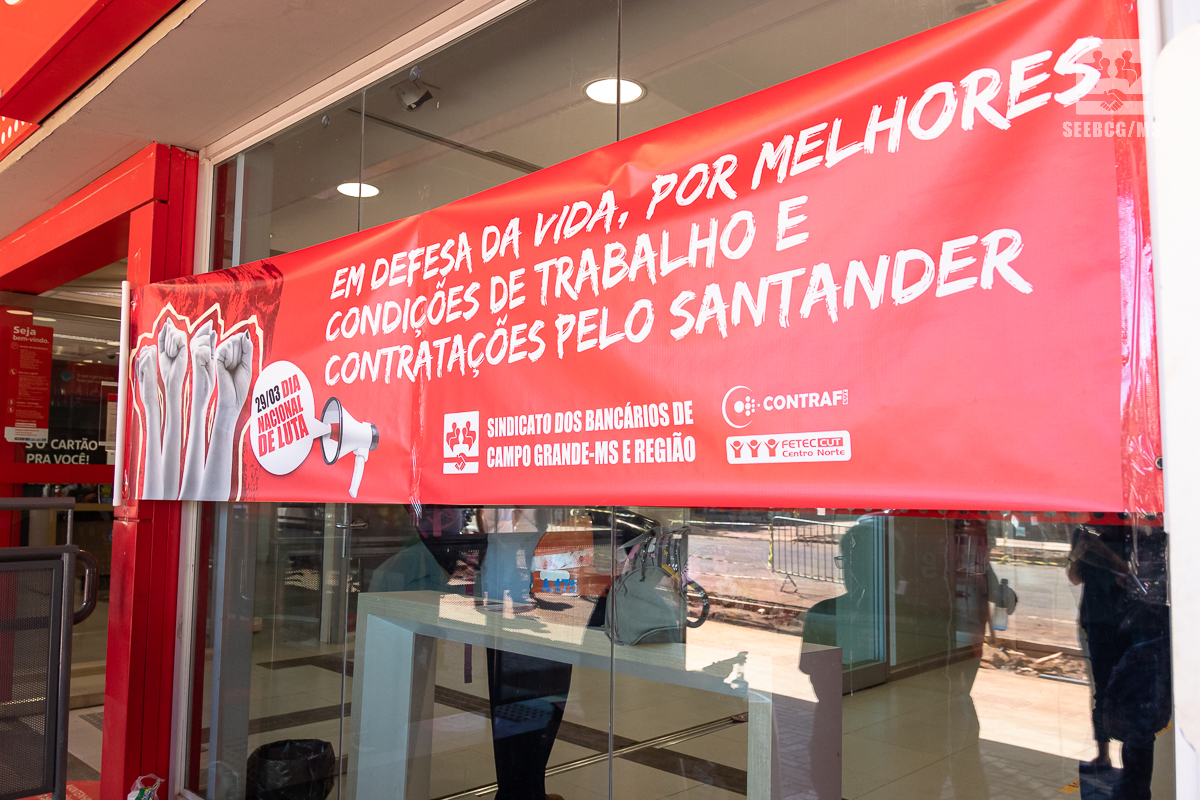 EM DEFESA DA VIDA, POR MELHORES
CONDIÇÕES DE TRABALHO E
CONTRATAÇÕES PELO SANTANDER
29/03 DIA
NACIONAL
DE LUTA
SINDICATO DOS BANCÁRIOS DE
CAMPO GRANDE-MS E REGIÃO
CONTRAF CUT
FETEC CUT
Centro Norte
SEEBCG/MS
Seja
bem-vindo.
CARTÃO
PRA VOCÊ!